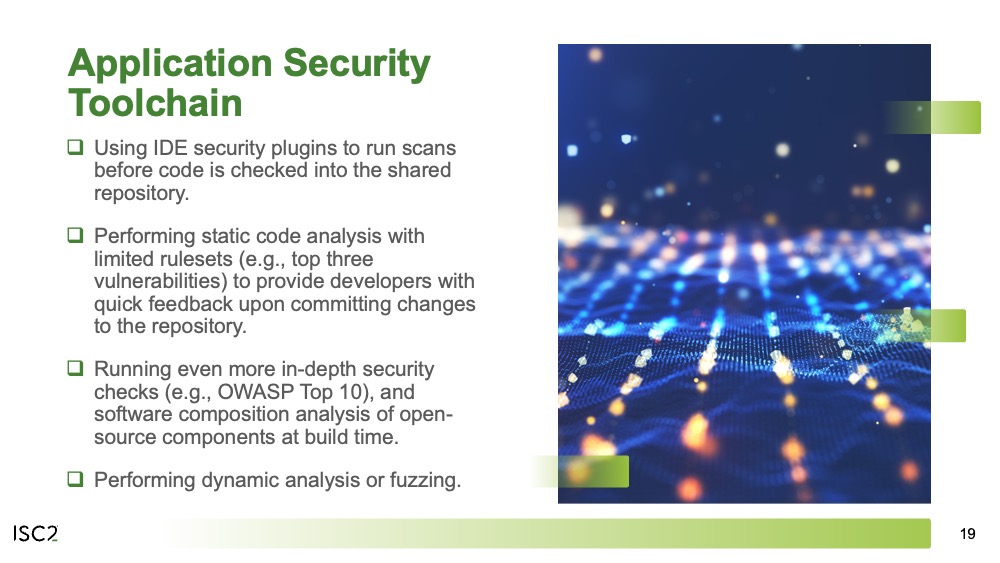 Application Security
Toolchain
❑ Using IDE security plugins to run scans
before code is checked into the shared
repository.
❑ Performing static code analysis with
limited rulesets (e.g., top three
vulnerabilities) to provide developers with
quick feedback upon committing changes
to the repository.
❑ Running even more in-depth security
checks (e.g., OWASP Top 10), and
software composition analysis of open-
source components at build time.
❑ Performing dynamic analysis or fuzzing.
ISC2
19